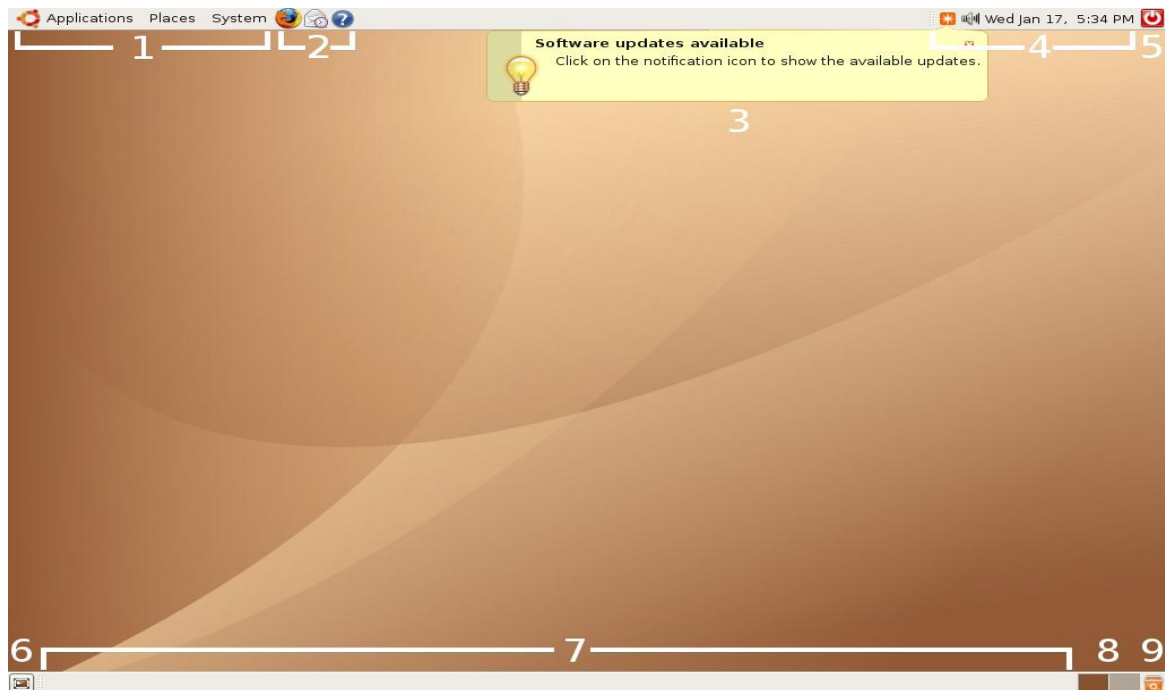 Applications Places System ? Wed Jan 17, 5:34 PM
1 2 4 5
Software updates available
Click on the notification icon to show the available updates.
3
6 7 8 9